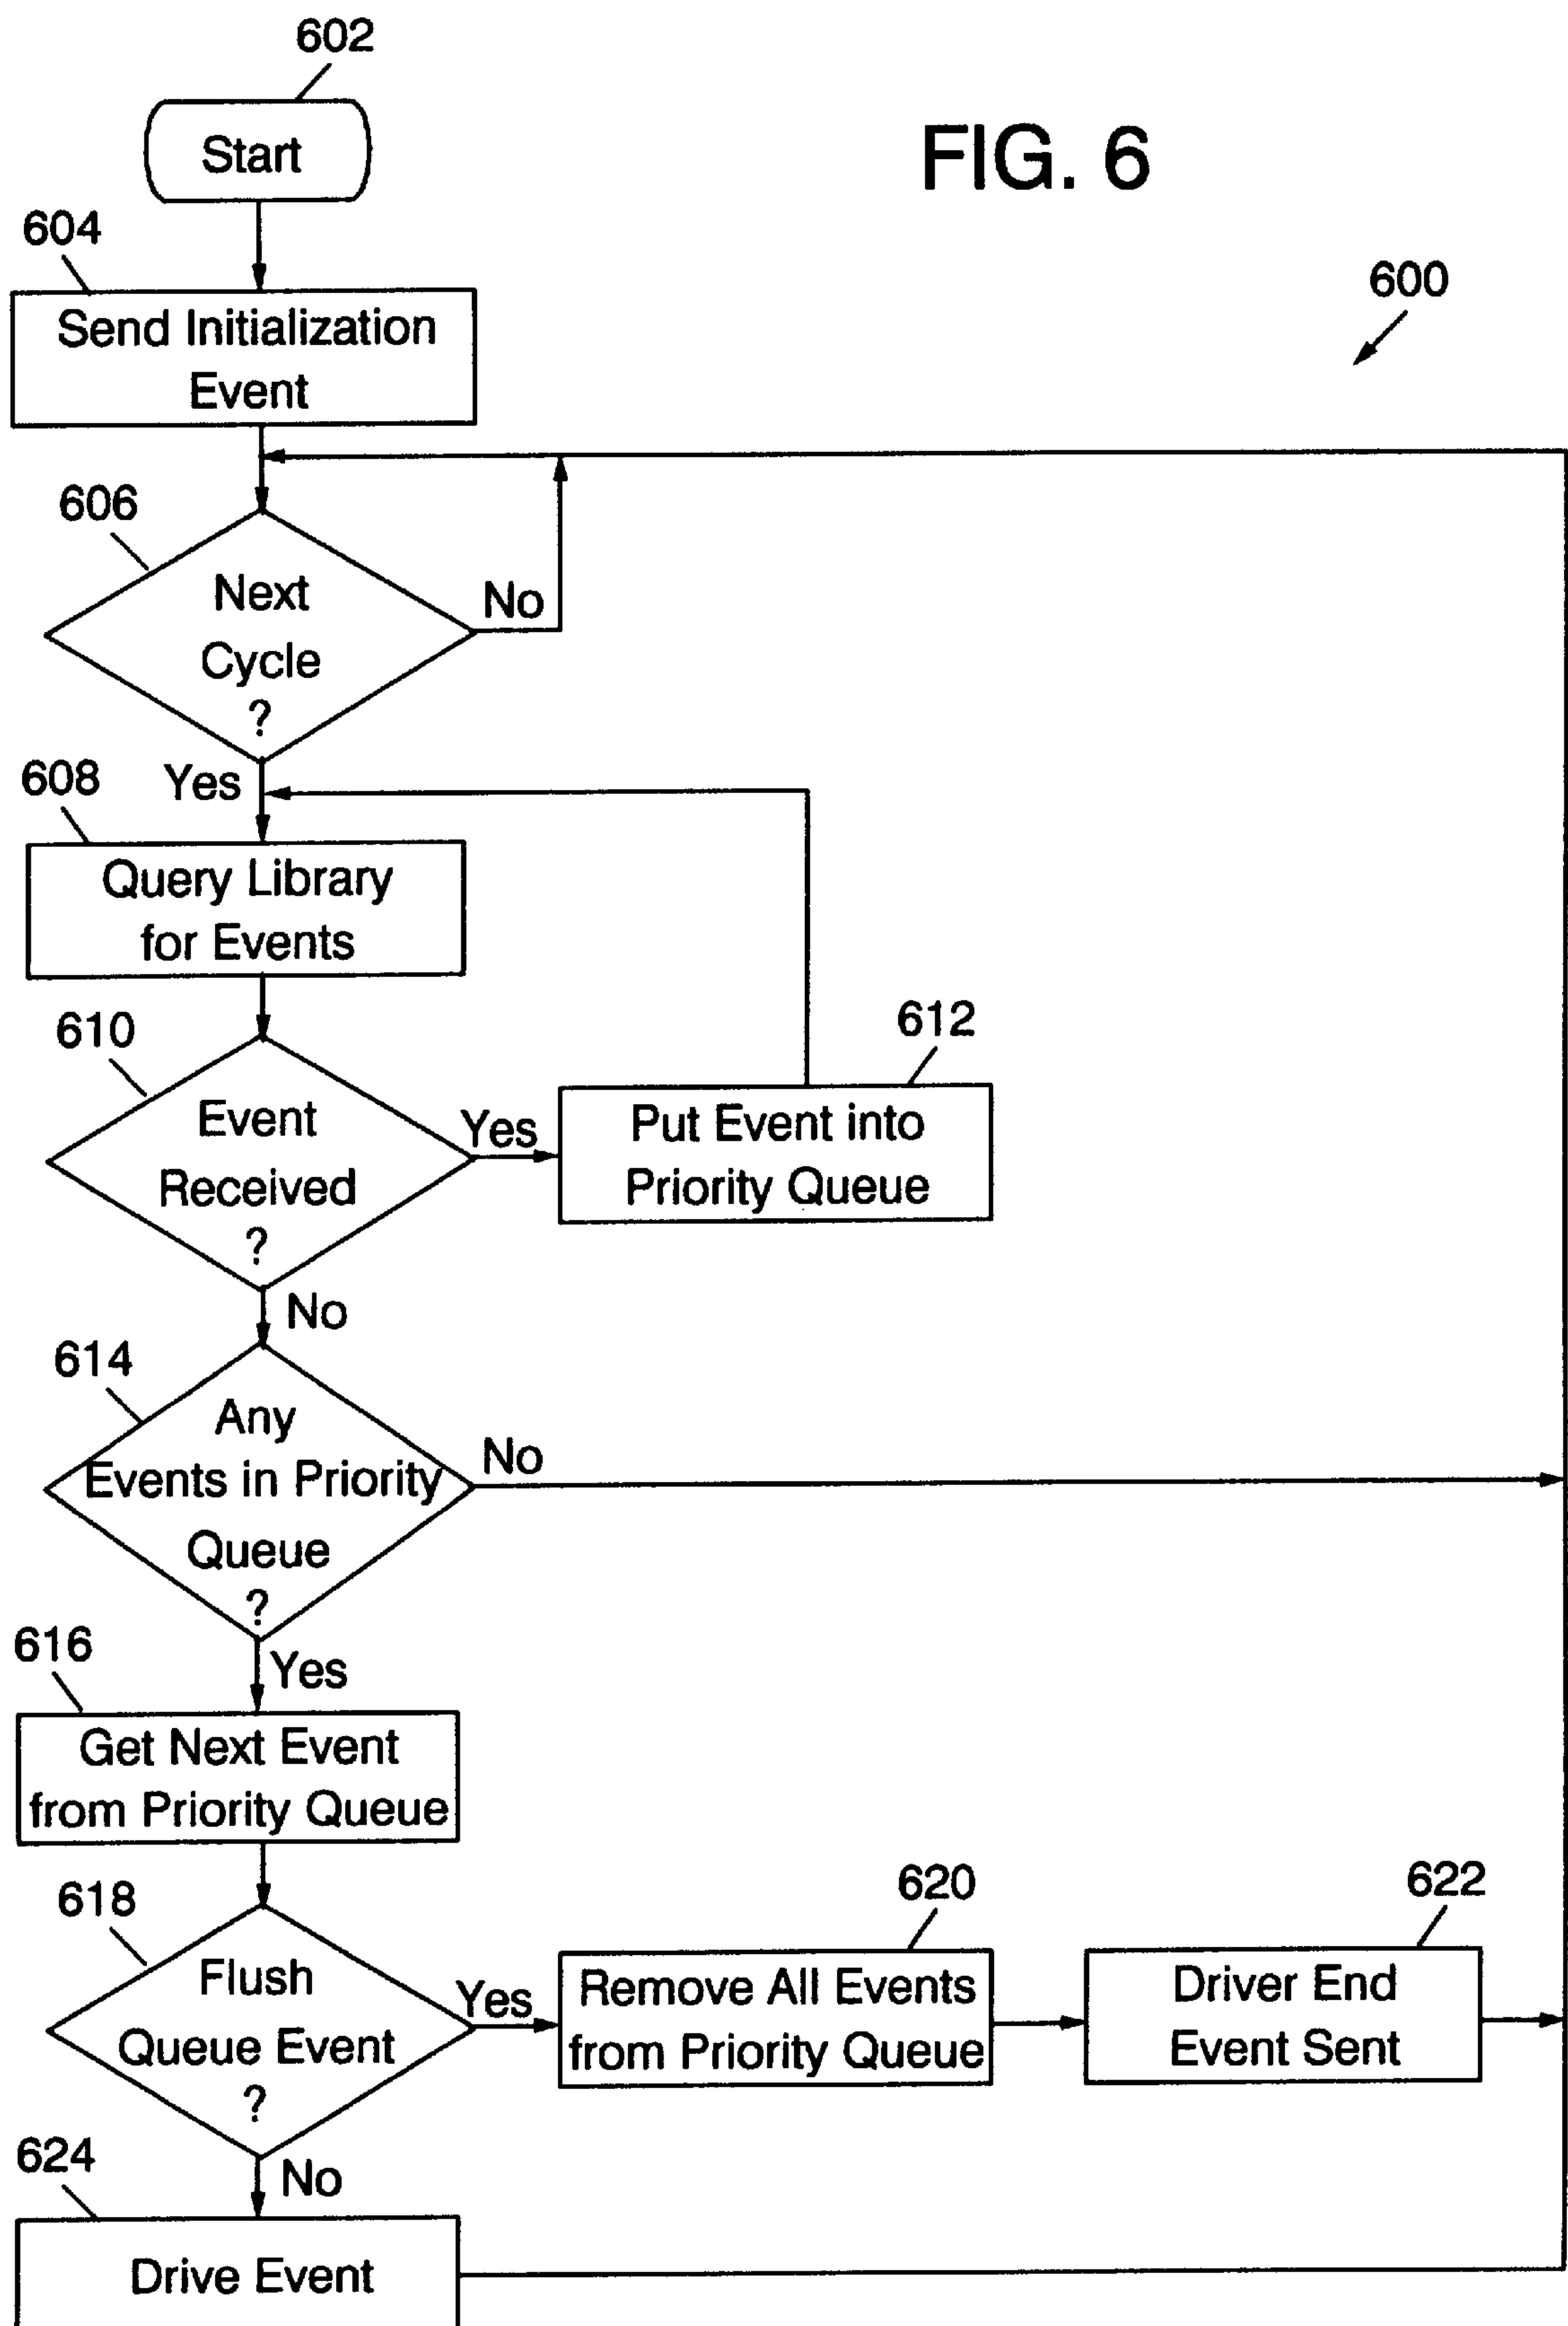 602
Start
FIG. 6
604
600
Send Initialization
Event
606
Next
Cycle
?
No
Yes
608
Query Library
for Events
610
612
Event
Received
?
Yes
Put Event into
Priority Queue
No
614
Any
Events in Priority
Queue
?
No
Yes
616
Get Next Event
from Priority Queue
618
620
622
Flush
Queue Event
?
Yes
Remove All Events
from Priority Queue
Driver End
Event Sent
No
624
Drive Event